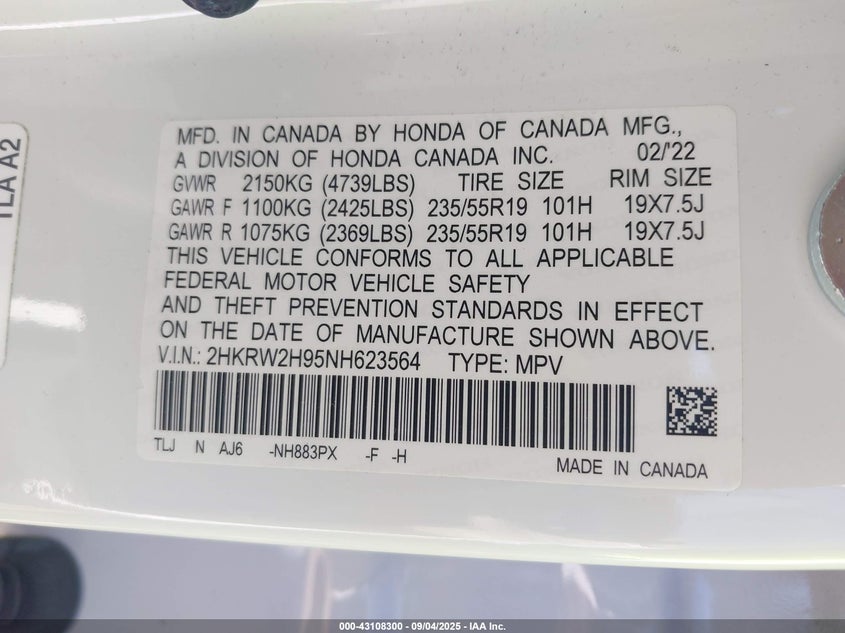 TLA A2
MFD. IN CANADA BY HONDA OF CANADA MFG.,
A DIVISION OF HONDA CANADA INC. 02/'22
GVWR 2150KG (4739LBS) TIRE SIZE RIM SIZE
GAWR F 1100KG (2425LBS) 235/55R19 101H 19X7.5J
GAWR R 1075KG (2369LBS) 235/55R19 101H 19X7.5J
THIS VEHICLE CONFORMS TO ALL APPLICABLE
FEDERAL MOTOR VEHICLE SAFETY
AND THEFT PREVENTION STANDARDS IN EFFECT
ON THE DATE OF MANUFACTURE SHOWN ABOVE.
V.I.N.: 2HKRW2H95NH623564 TYPE: MPV
TLJ N AJ6 -NH883PX -F -H
MADE IN CANADA
000-43108300 - 09/04/2025 - IAA Inc.